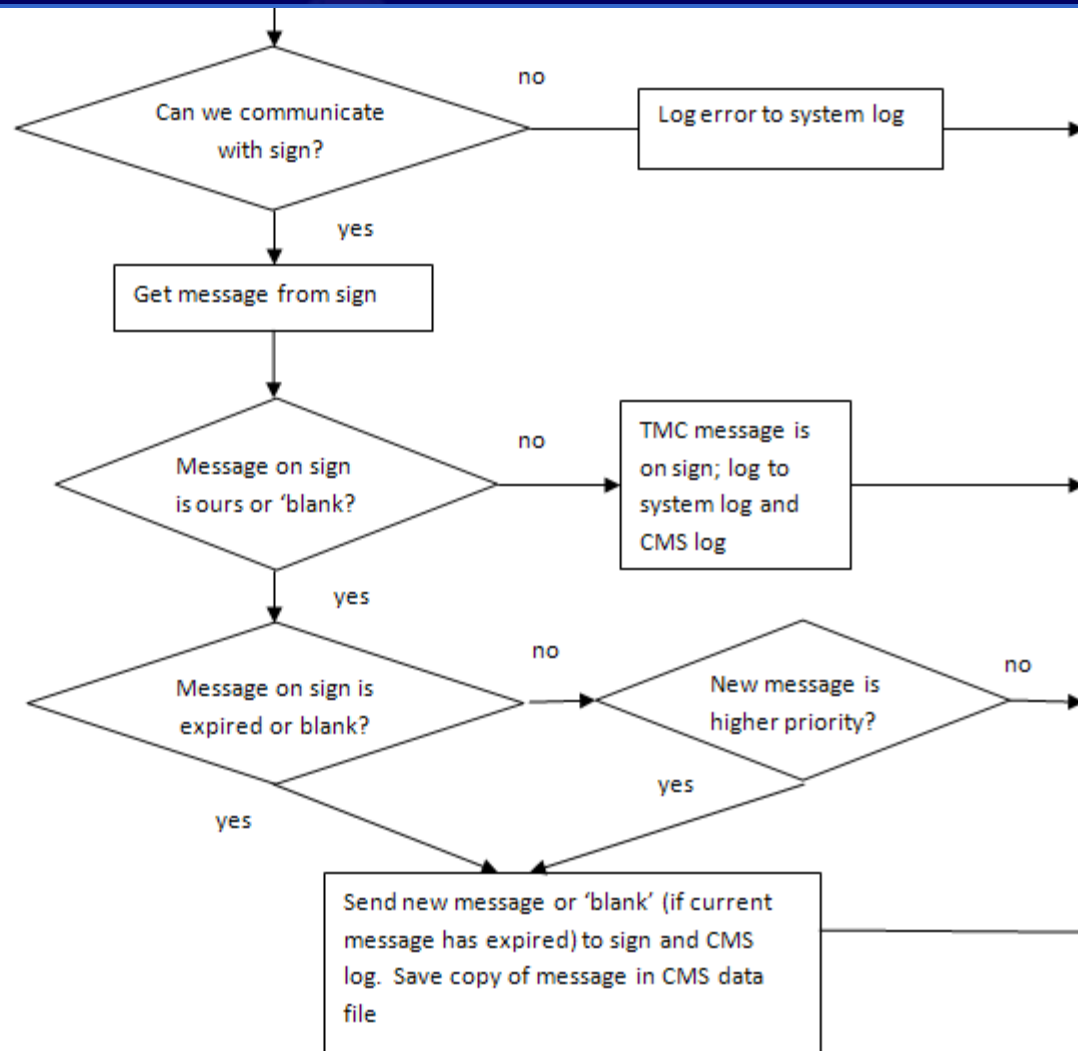 no
Can we communicate
with sign?
Log error to system log
yes
Get message from sign
no
Message on sign
is ours or ‘blank?
TMC message is
on sign; log to
system log and
CMS log
yes
no
Message on sign is
expired or blank?
New message is
higher priority?
no
yes
yes
Send new message or ‘blank’ (if current
message has expired) to sign and CMS
log. Save copy of message in CMS data
file